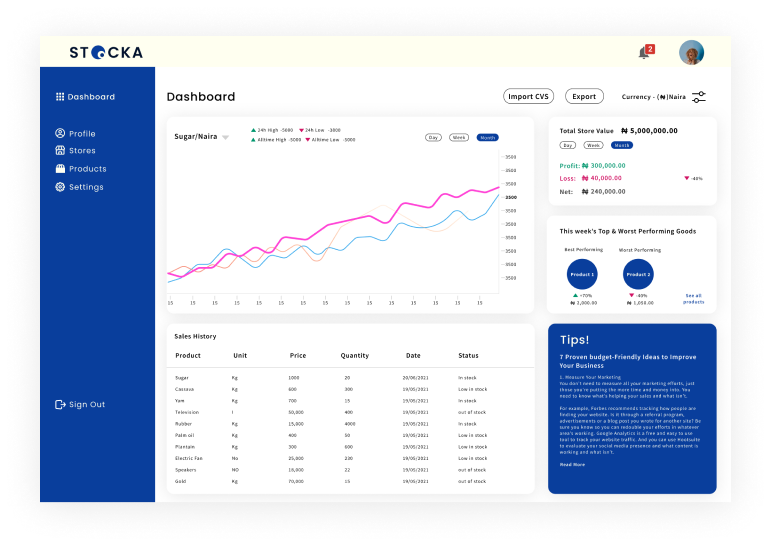 STOCKA
2
Dashboard
Profile
Stores
Products
Settings
Sign Out
Dashboard
Import CVS
Export
Currency - (₦)Naira
Sugar/Naira
24h High -5000 24h Low -3000
Alltime High -5000 Alltime Low -5000
Day Week Month
3500
3500
3500
3500
3500
3500
3500
3500
3500
3500
15 15 15 15 15 15 15 15 15 15 15 15 15 15 15
Total Store Value ₦ 5,000,000.00
Day Week Month
Profit: ₦ 300,000.00
Loss: ₦ 40,000.00 -40%
Net: ₦ 240,000.00
This week's Top & Worst Performing Goods
Best Performing Worst Performing
Product 1 Product 2
+70% -40%
₦ 2,000.00 ₦ 1,050.00
See all
products
Sales History
Product Unit Price Quantity Date Status
Sugar Kg 1000 20 20/06/2021 In stock
Cassava Kg 600 300 19/05/2021 Low in stock
Yam Kg 700 15 19/05/2021 In stock
Television 50,000 400 19/05/2021 out of stock
Rubber Kg 15,000 4000 19/05/2021 In stock
Palm oil Kg 400 50 19/05/2021 Low in stock
Plantain Kg 300 600 19/05/2021 Low in stock
Electric Fan No 25,000 230 19/05/2021 Low in stock
Speakers NO 16,000 22 19/05/2021 out of stock
Gold Kg 70,000 15 19/05/2021 out of stock
Tips!
7 Proven budget-Friendly Ideas to Improve
Your Business
1. Measure Your Marketing
You don't need to measure all your marketing efforts, just
those you're putting the more time and money into. You
need to know what's helping your sales and what isn't.
For example, Forbes recommends tracking how people are
finding your website. Is it through a referral program,
advertisements or a blog post you wrote for another site? Be
sure you know so you can redouble your efforts in whatever
area's working. Google Analytics is a free and easy to use
tool to track your website traffic. And you can use Hootsuite
to evaluate your social media presence and what content is
working and what isn't.
Read More